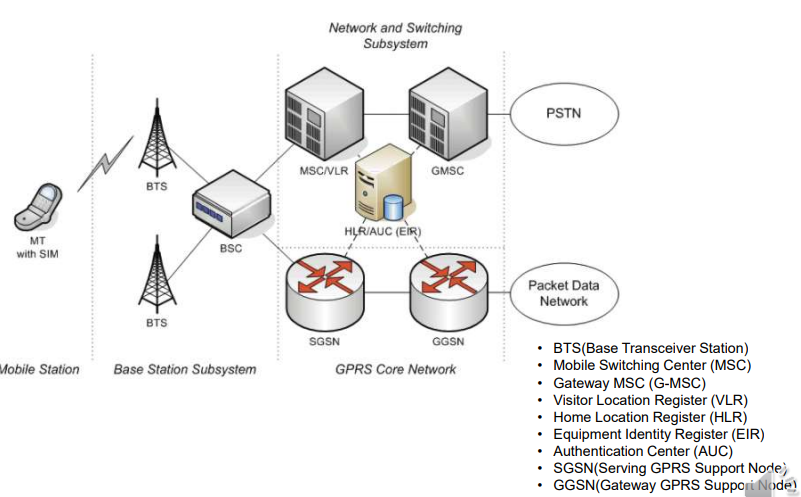 Network and Switching
Subsystem
PSTN
BTS
MSC/VLR
GMSC
MT
with SIM
BSC
HLR/AUC (EIR)
BTS
Packet Data
Network
SGSN
GGSN
Mobile Station
Base Station Subsystem
GPRS Core Network
• BTS(Base Transceiver Station)
• Mobile Switching Center (MSC)
• Gateway MSC (G-MSC)
• Visitor Location Register (VLR)
• Home Location Register (HLR)
• Equipment Identity Register (EIR)
• Authentication Center (AUC)
• SGSN(Serving GPRS Support Node)
• GGSN(Gateway GPRS Support Node)